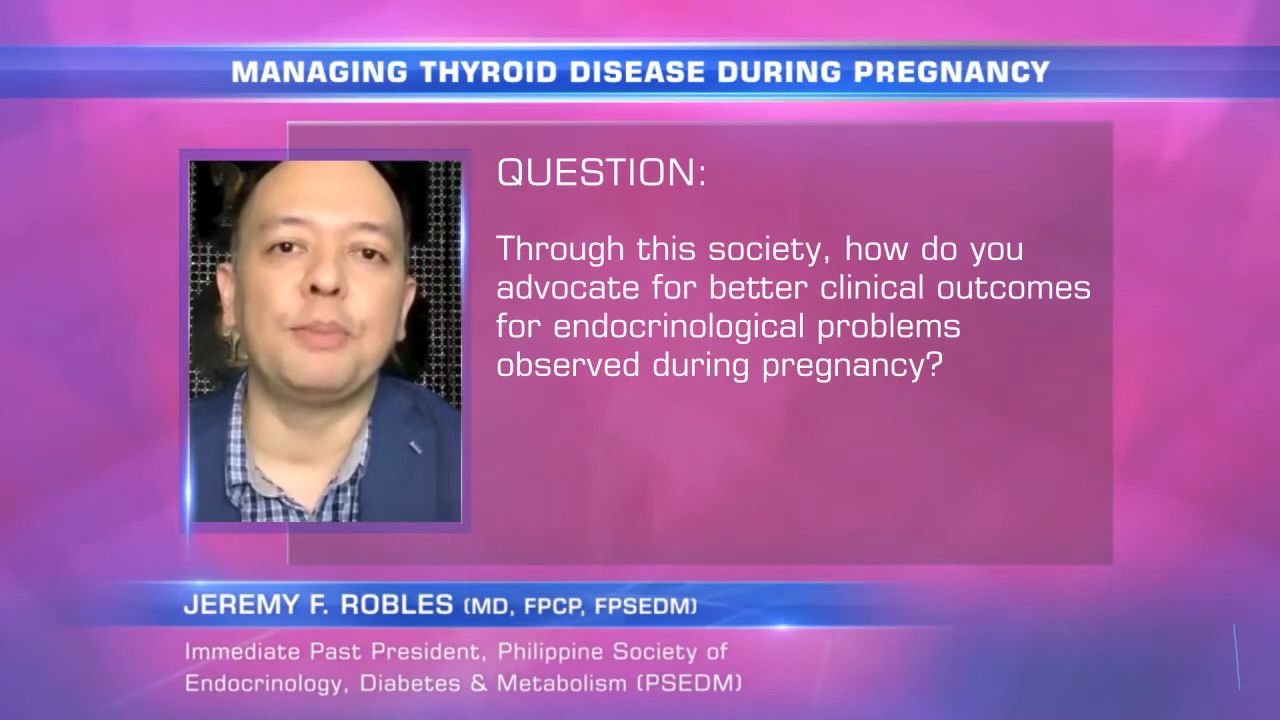 MANAGING THYROID DISEASE DURING PREGNANCY
QUESTION:
Through this society, how do you
advocate for better clinical outcomes
for endocrinological problems
observed during pregnancy?
JEREMY F. ROBLES (MD, FPCP, FPSEDM)
Immediate Past President, Philippine Society of
Endocrinology, Diabetes & Metabolism (PSEDM)